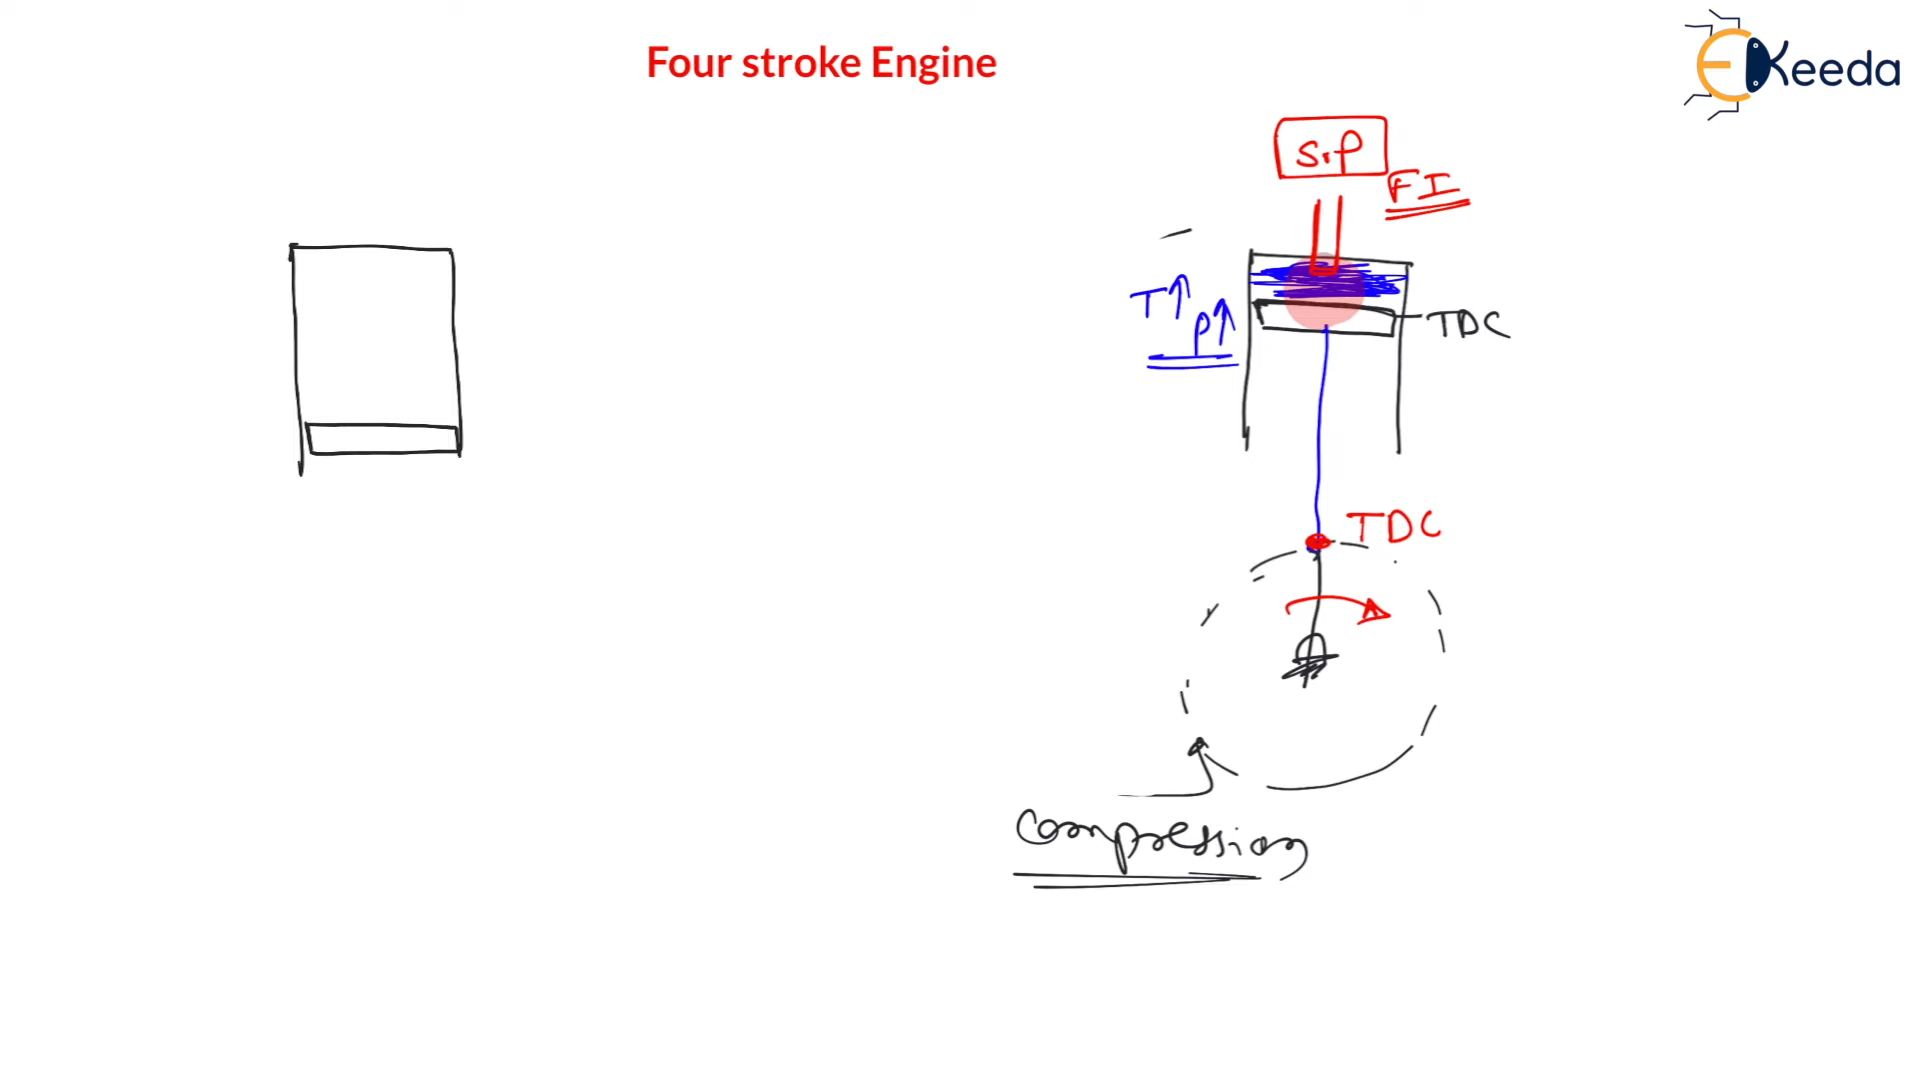 Four stroke Engine
EKeeda
S.P
FI
T↑
P↑
TDC
TDC
Compression